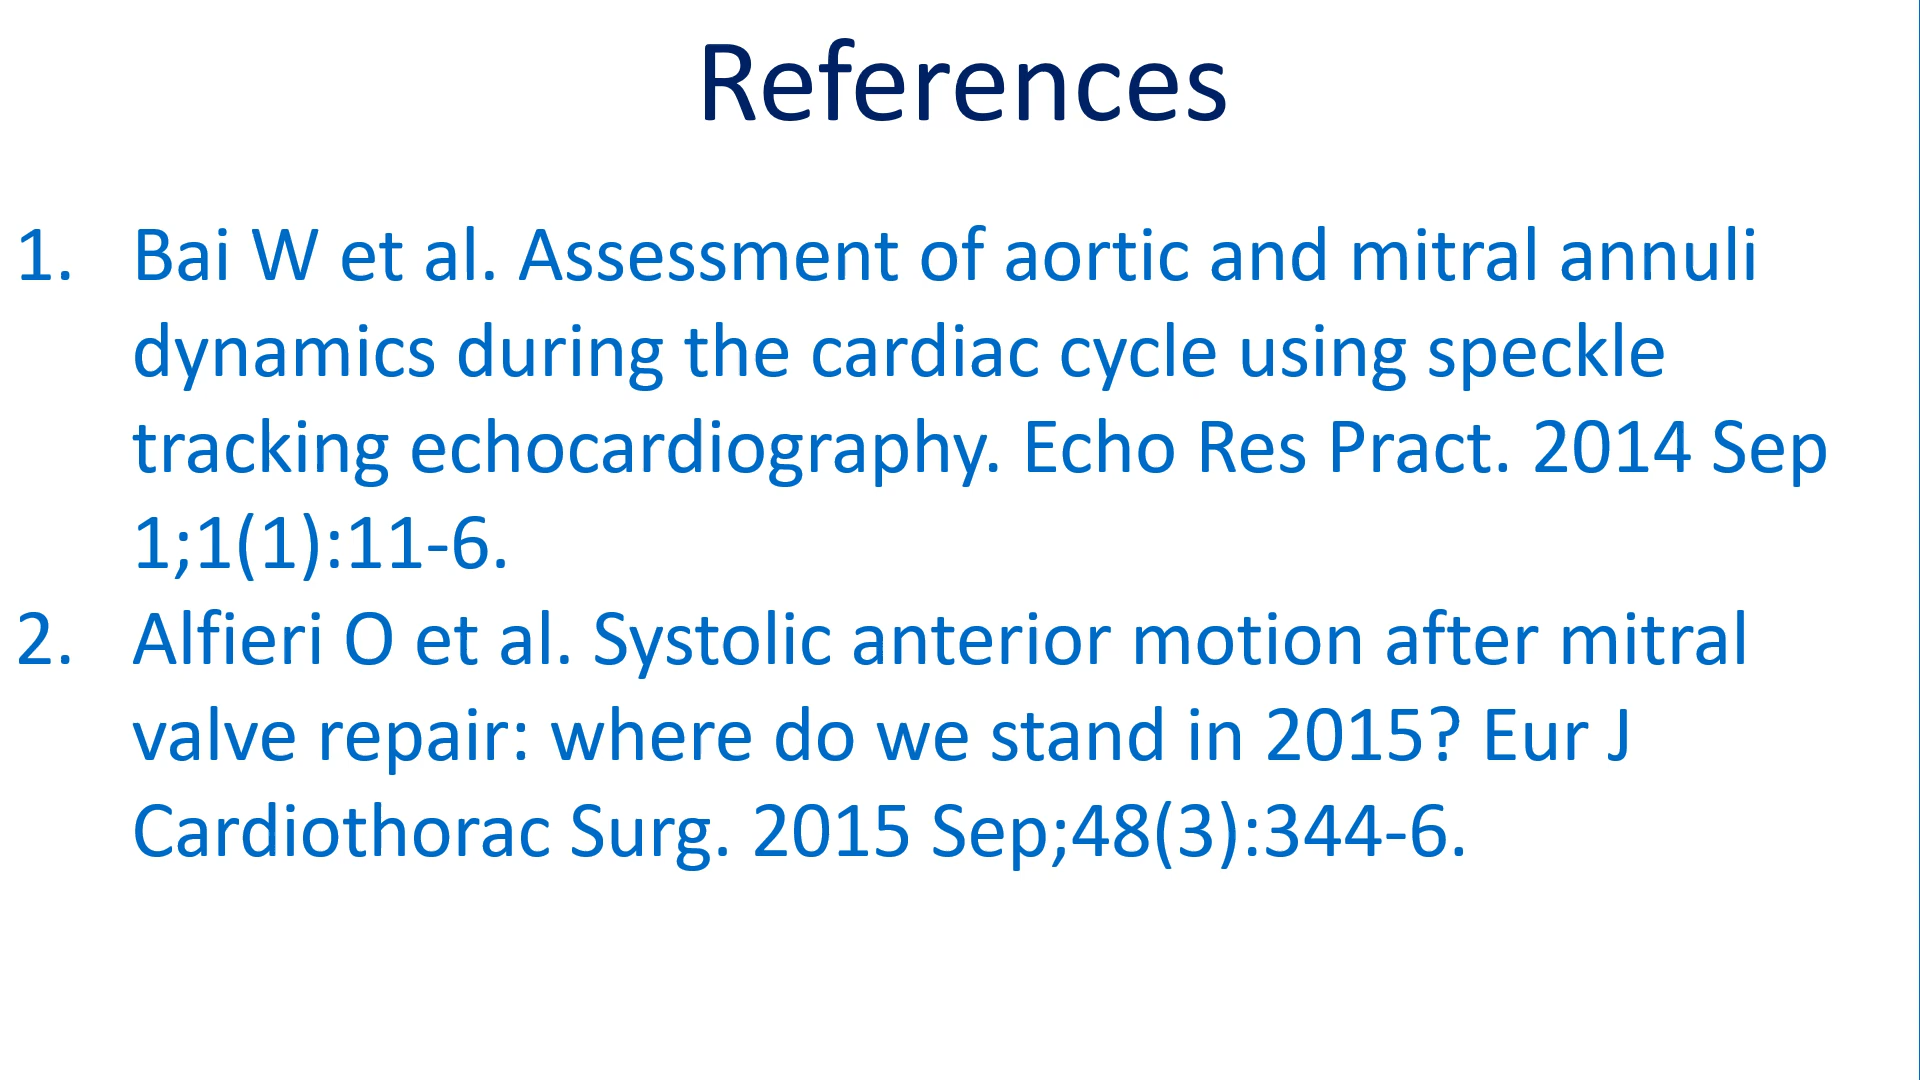 References
1. Bai W et al. Assessment of aortic and mitral annuli
dynamics during the cardiac cycle using speckle
tracking echocardiography. Echo Res Pract. 2014 Sep
1;1(1):11-6.
2. Alfieri O et al. Systolic anterior motion after mitral
valve repair: where do we stand in 2015? Eur J
Cardiothorac Surg. 2015 Sep;48(3):344-6.